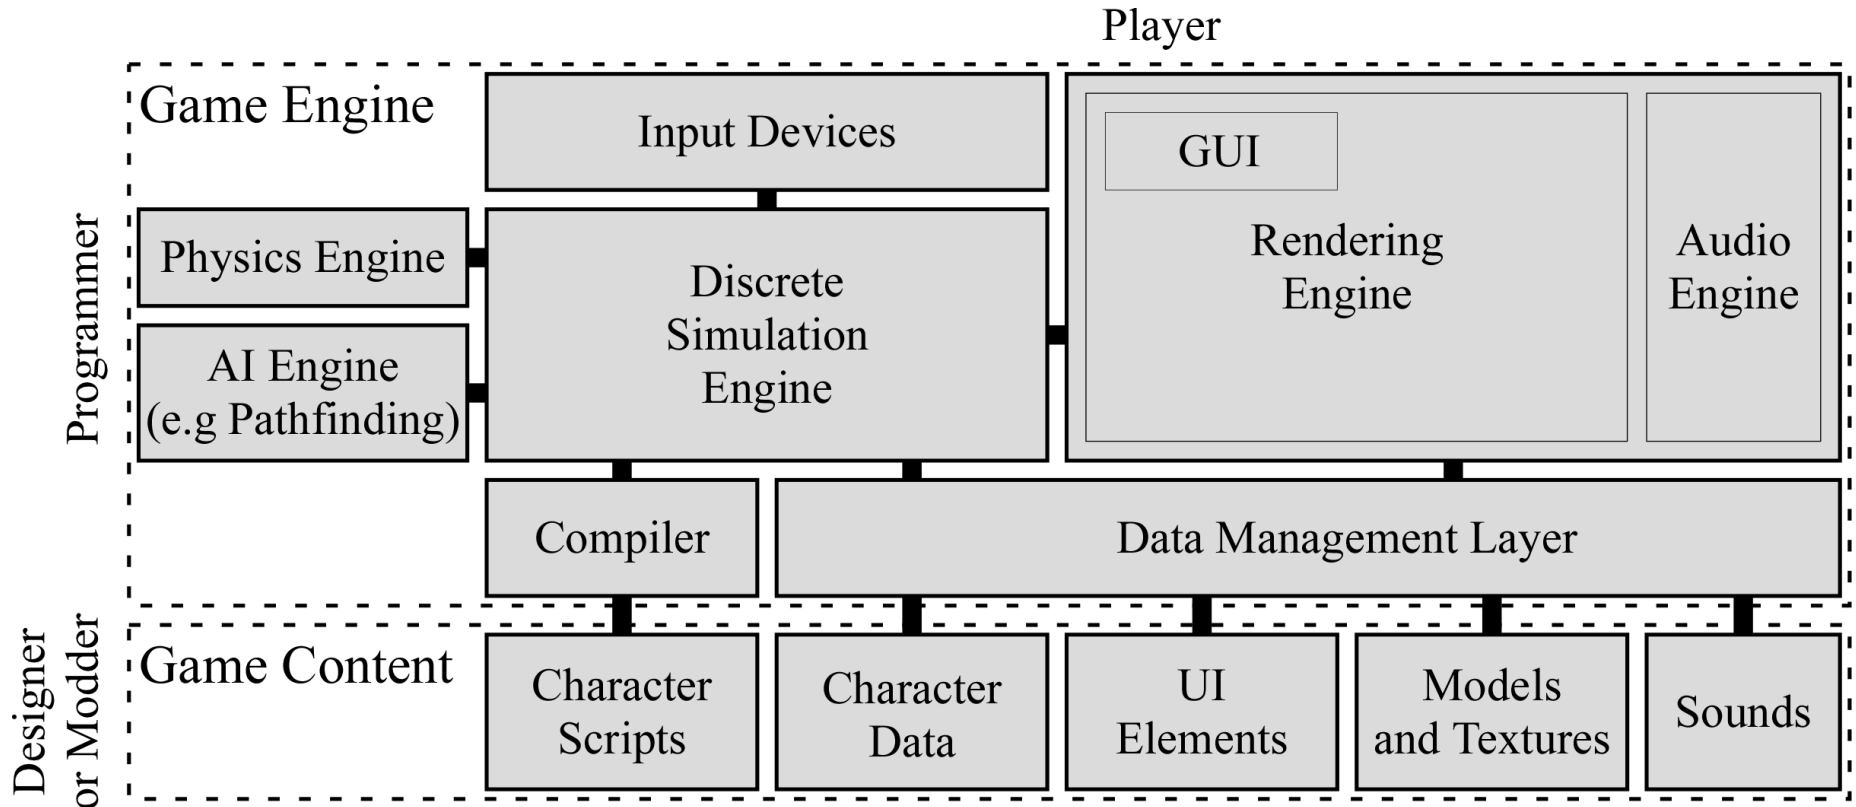 Player
Game Engine
Input Devices
GUI
Rendering
Engine
Audio
Engine
Programmer
Physics Engine
Discrete
Simulation
Engine
AI Engine
(e.g Pathfinding)
Compiler
Data Management Layer
Designer
or Modder
Game Content
Character
Scripts
Character
Data
UI
Elements
Models
and Textures
Sounds